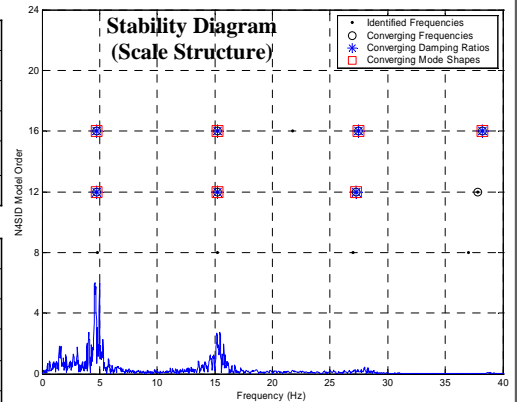 Stability Diagram
(Scale Structure)
Identified Frequencies
Converging Frequencies
Converging Damping Ratios
Converging Mode Shapes
24
20
16
12
8
4
0
N4SID Model Order
0 5 10 15 20 25 30 35 40
Frequency (Hz)